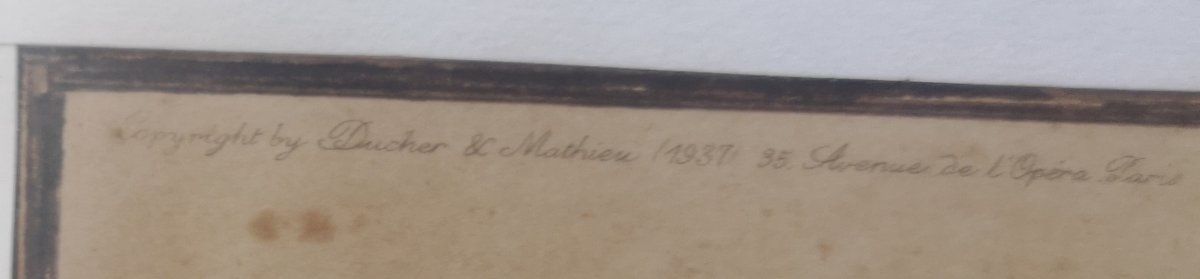 Copyright by Ducher & Mathieu (1937) 35. Avenue de l'Opéra Paris